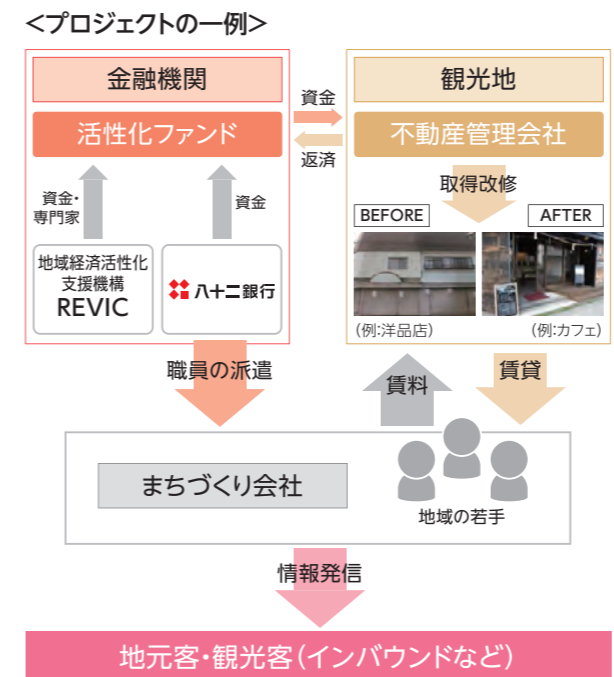 <プロジェクトの一例>
金融機関
活性化ファンド
資金・
専門家
資金
地域経済活性化
支援機構
REVIC
八十二銀行
資金
返済
観光地
不動産管理会社
取得改修
BEFORE
AFTER
(例:洋品店)
(例:カフェ)
職員の派遣
賃料
賃貸
まちづくり会社
地域の若手
情報発信
地元客・観光客(インバウンドなど)